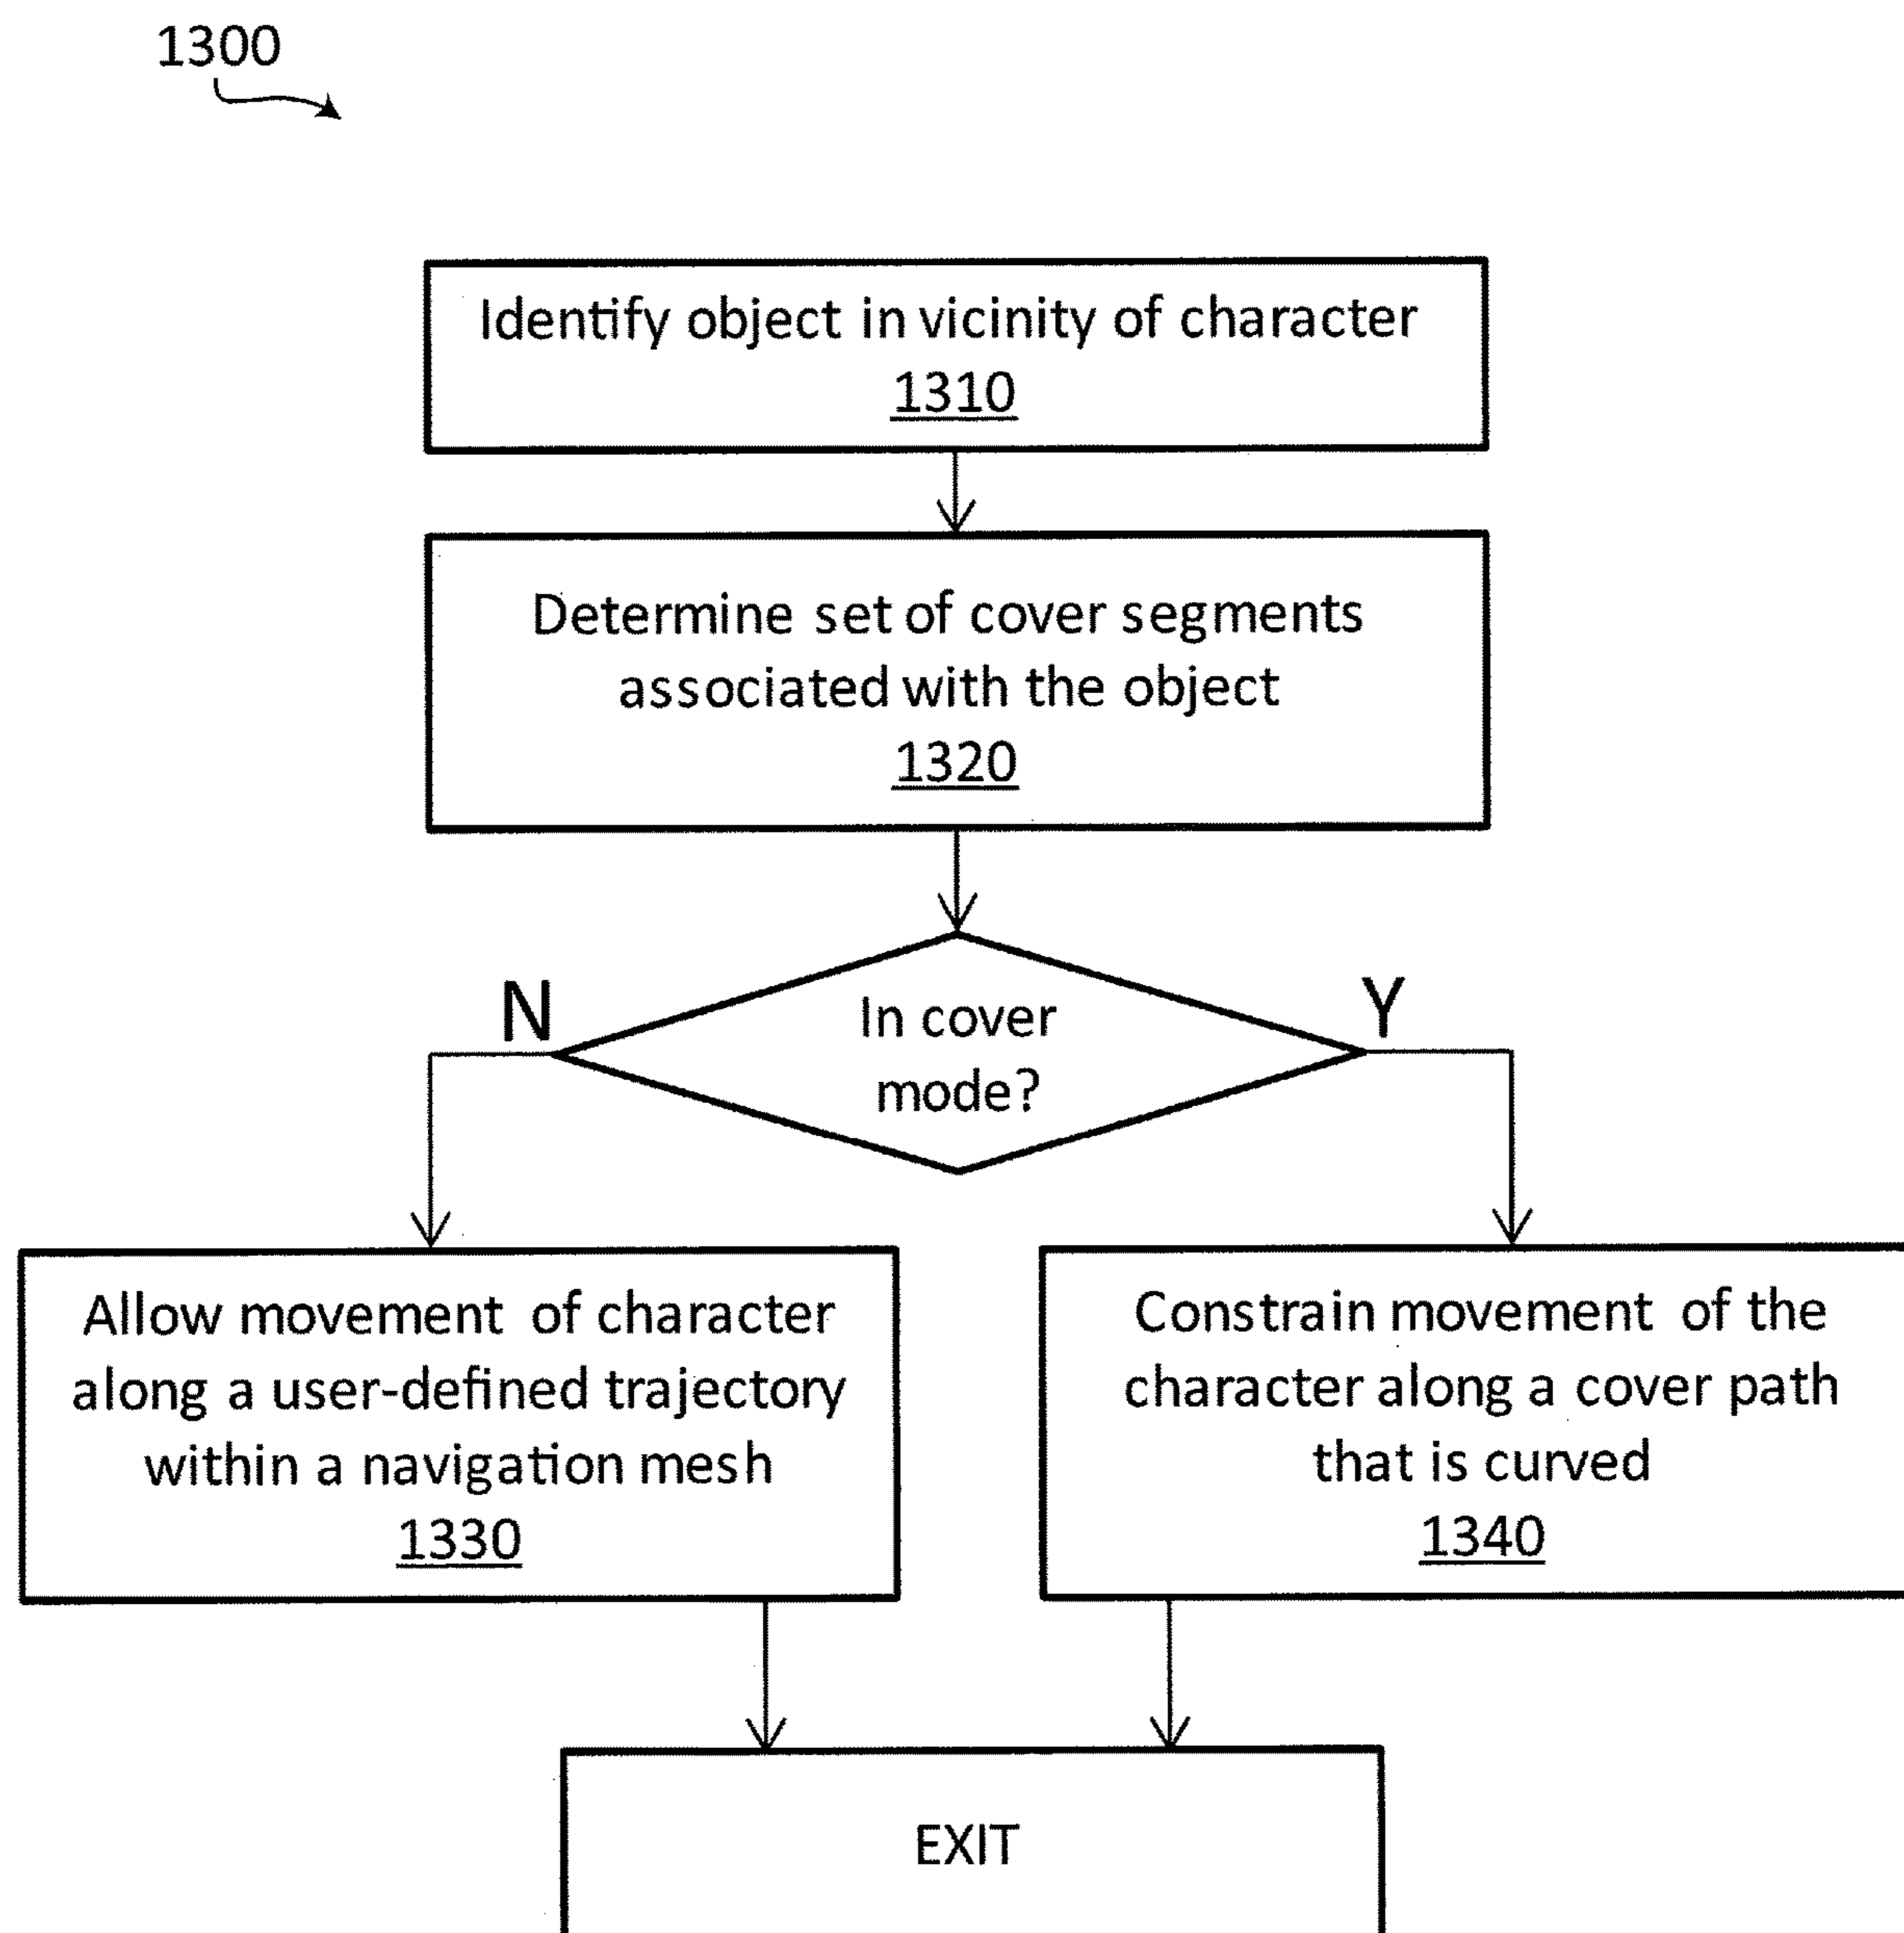 1300
Identify object in vicinity of character
1310
Determine set of cover segments
associated with the object
1320
In cover
mode?
N
Y
Allow movement of character
along a user-defined trajectory
within a navigation mesh
1330
Constrain movement of the
character along a cover path
that is curved
1340
EXIT